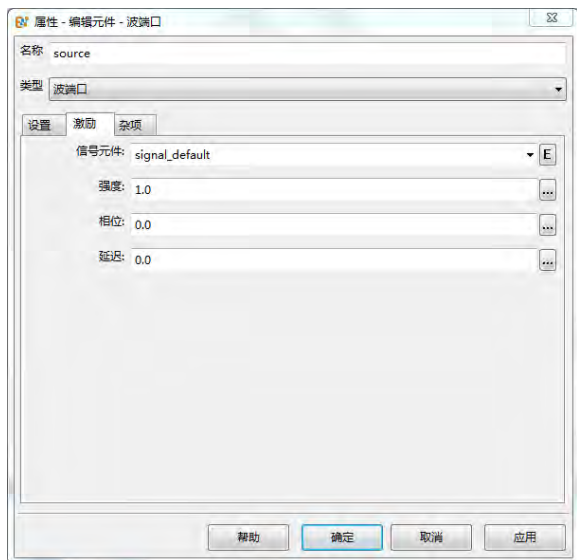 属性 - 编辑元件 - 波端口
名称 source
类型 波端口
设置 激励 杂项
信号元件: signal_default E
强度: 1.0 ...
相位: 0.0 ...
延迟: 0.0 ...
帮助 确定 取消 应用